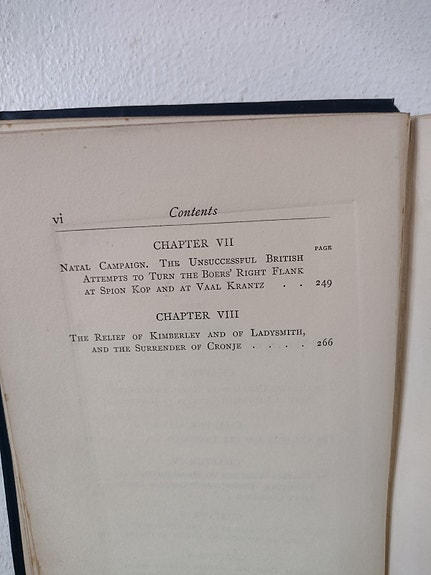 vi Contents
CHAPTER VII
PAGE
Natal Campaign. The Unsuccessful British
Attempts to Turn the Boers' Right Flank
at Spion Kop and at Vaal Krantz . . 249
CHAPTER VIII
The Relief of Kimberley and of Ladysmith,
and the Surrender of Cronje . . . . 266